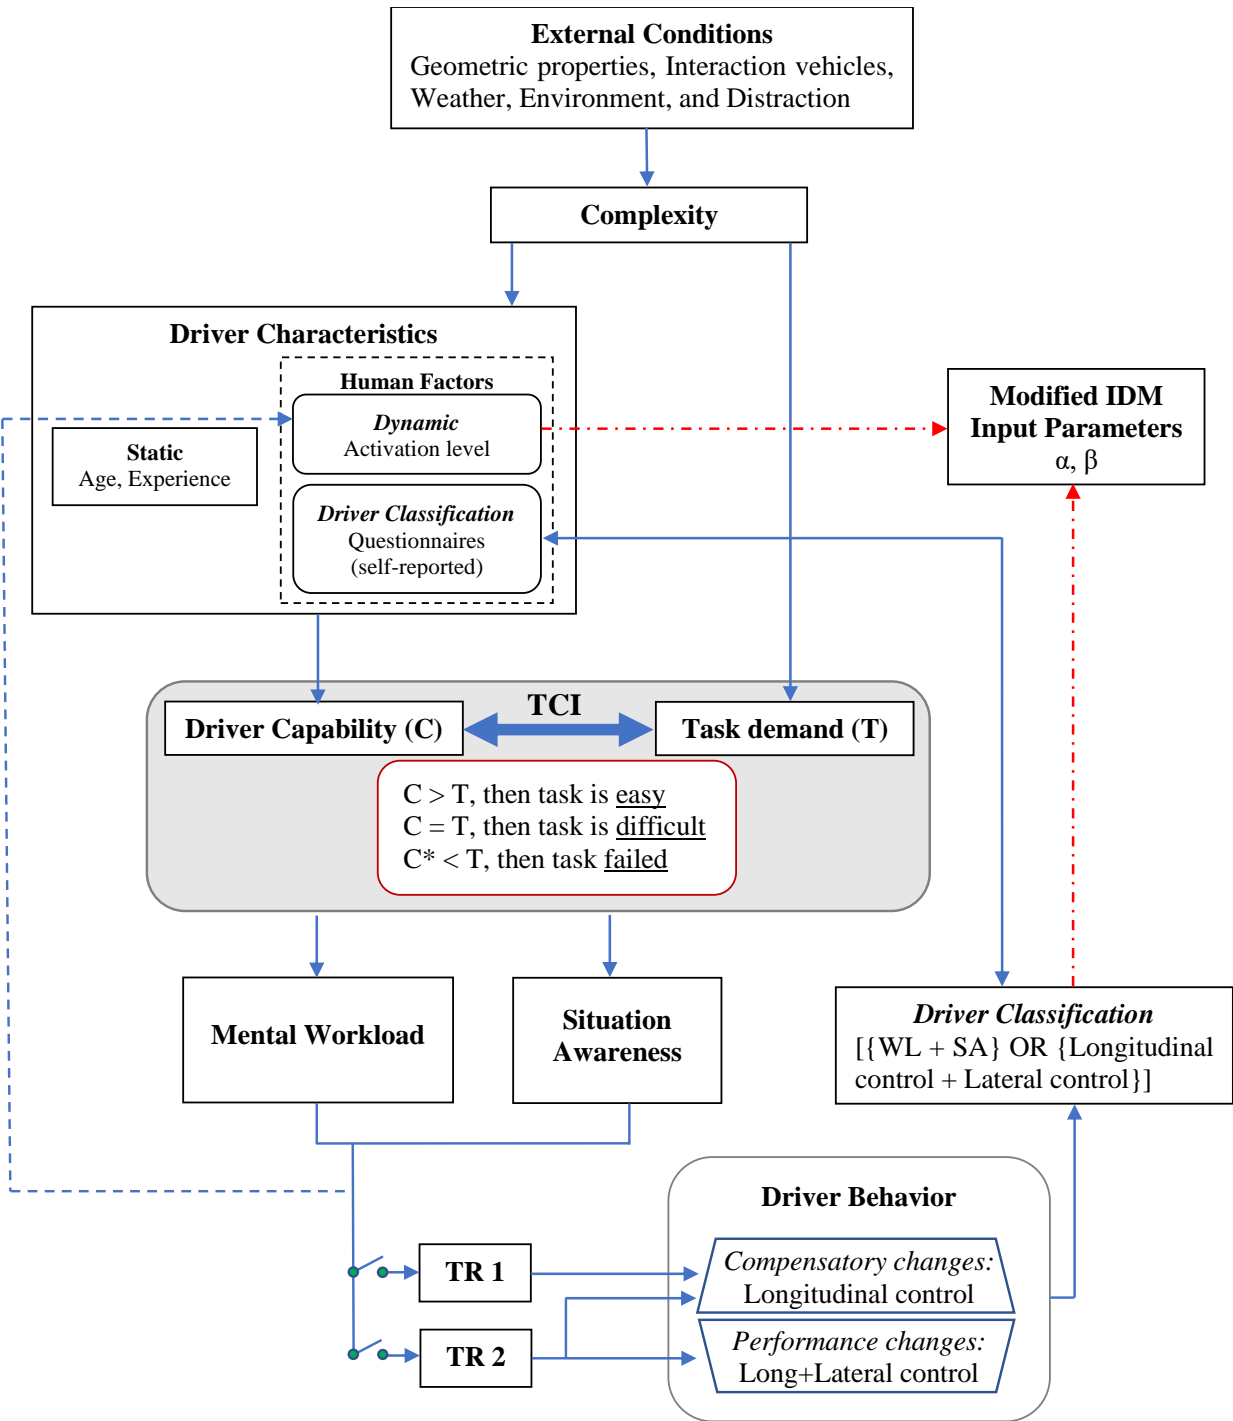 External Conditions
Geometric properties, Interaction vehicles,
Weather, Environment, and Distraction
Complexity
Driver Characteristics
Human Factors
Dynamic
Activation level
Static
Age, Experience
Driver Classification
Questionnaires
(self-reported)
Modified IDM
Input Parameters
α, β
TCI
Driver Capability (C)
Task demand (T)
C > T, then task is easy
C = T, then task is difficult
C* < T, then task failed
Mental Workload
Situation
Awareness
Driver Classification
[{WL + SA} OR {Longitudinal
control + Lateral control}]
Driver Behavior
TR 1
Compensatory changes:
Longitudinal control
TR 2
Performance changes:
Long+Lateral control